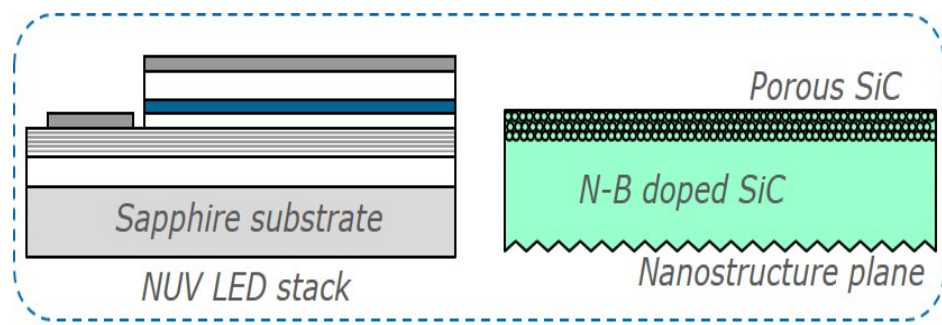 Porous SiC
Sapphire substrate
N-B doped SiC
NUV LED stack
Nanostructure plane